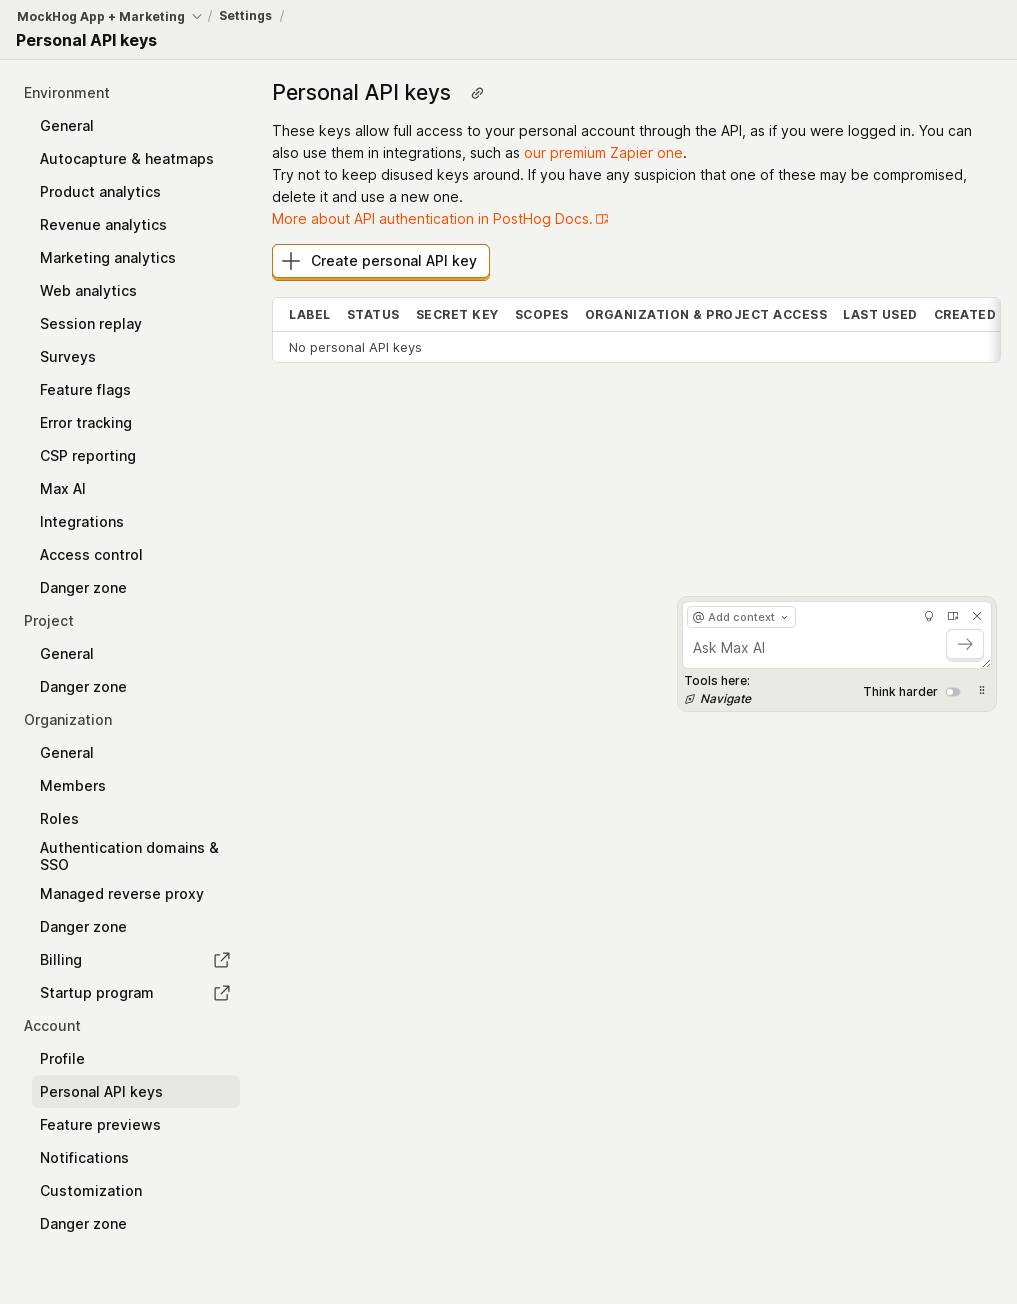 MockHog App + Marketing / Settings /
Personal API keys
Environment
General
Autocapture & heatmaps
Product analytics
Revenue analytics
Marketing analytics
Web analytics
Session replay
Surveys
Feature flags
Error tracking
CSP reporting
Max AI
Integrations
Access control
Danger zone
Project
General
Danger zone
Organization
General
Members
Roles
Authentication domains &
SSO
Managed reverse proxy
Danger zone
Billing
Startup program
Account
Profile
Personal API keys
Feature previews
Notifications
Customization
Danger zone
Personal API keys
These keys allow full access to your personal account through the API, as if you were logged in. You can
also use them in integrations, such as our premium Zapier one.
Try not to keep disused keys around. If you have any suspicion that one of these may be compromised,
delete it and use a new one.
More about API authentication in PostHog Docs.
Create personal API key
LABEL STATUS SECRET KEY SCOPES ORGANIZATION & PROJECT ACCESS LAST USED CREATED
No personal API keys
@ Add context
Ask Max AI
Tools here:
Navigate
Think harder